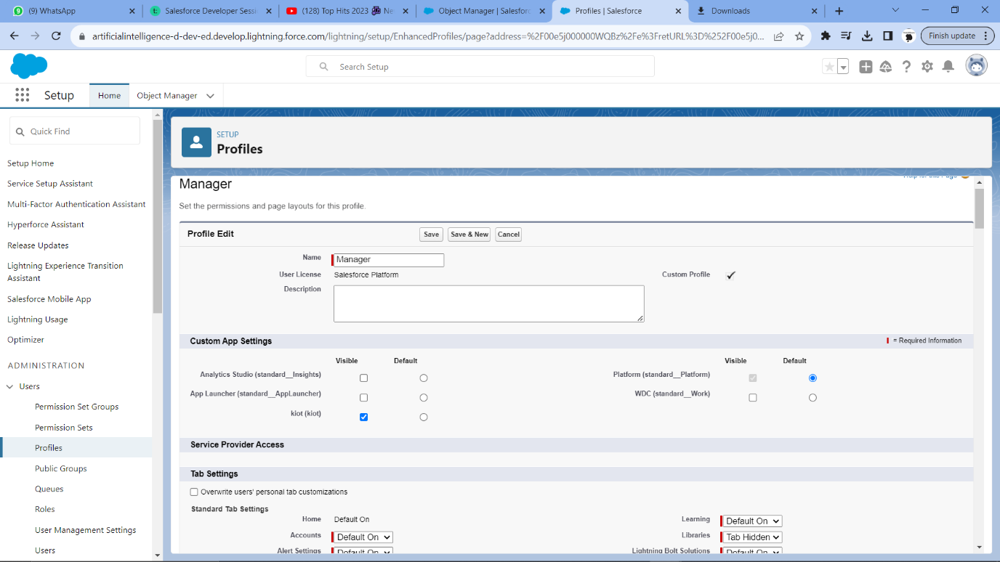 (9) WhatsApp
Salesforce Developer Sessi
(128) Top Hits 2023 🎆 Ne
Object Manager | Salesforc
Profiles | Salesforce
Downloads
artificialintelligence-d-dev-ed.develop.lightning.force.com/lightning/setup/EnhancedProfiles/page?address=%2F00e5j000000WQBz%2Fe%3FretURL%3D%252F00e5j0...
Finish update
Search Setup
Setup
Home
Object Manager
Quick Find
Setup Home
Service Setup Assistant
Multi-Factor Authentication Assistant
Hyperforce Assistant
Release Updates
Lightning Experience Transition
Assistant
Salesforce Mobile App
Lightning Usage
Optimizer
ADMINISTRATION
Users
Permission Set Groups
Permission Sets
Profiles
Public Groups
Queues
Roles
User Management Settings
Users
SETUP
Profiles
Manager
Set the permissions and page layouts for this profile.
Profile Edit
Save
Save & New
Cancel
Name
Manager
User License
Salesforce Platform
Custom Profile
Description
Custom App Settings
= Required Information
Visible
Default
Visible
Default
Analytics Studio (standard__Insights)
Platform (standard__Platform)
App Launcher (standard__AppLauncher)
WDC (standard__Work)
kiot (kiot)
Service Provider Access
Tab Settings
Overwrite users' personal tab customizations
Standard Tab Settings
Home
Default On
Learning
Default On
Accounts
Default On
Libraries
Tab Hidden
Alert Settings
Default On
Lightning Bolt Solutions
Default On